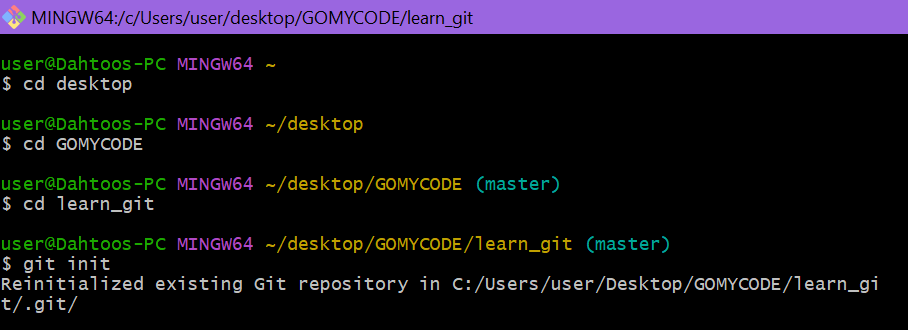 MINGW64:/c/Users/user/desktop/GOMYCODE/learn_git
user@Dahtoos-PC MINGW64 ~
$ cd desktop
user@Dahtoos-PC MINGW64 ~/desktop
$ cd GOMYCODE
user@Dahtoos-PC MINGW64 ~/desktop/GOMYCODE (master)
$ cd learn_git
user@Dahtoos-PC MINGW64 ~/desktop/GOMYCODE/learn_git (master)
$ git init
Reinitialized existing Git repository in C:/Users/user/Desktop/GOMYCODE/learn_gi
t/.git/